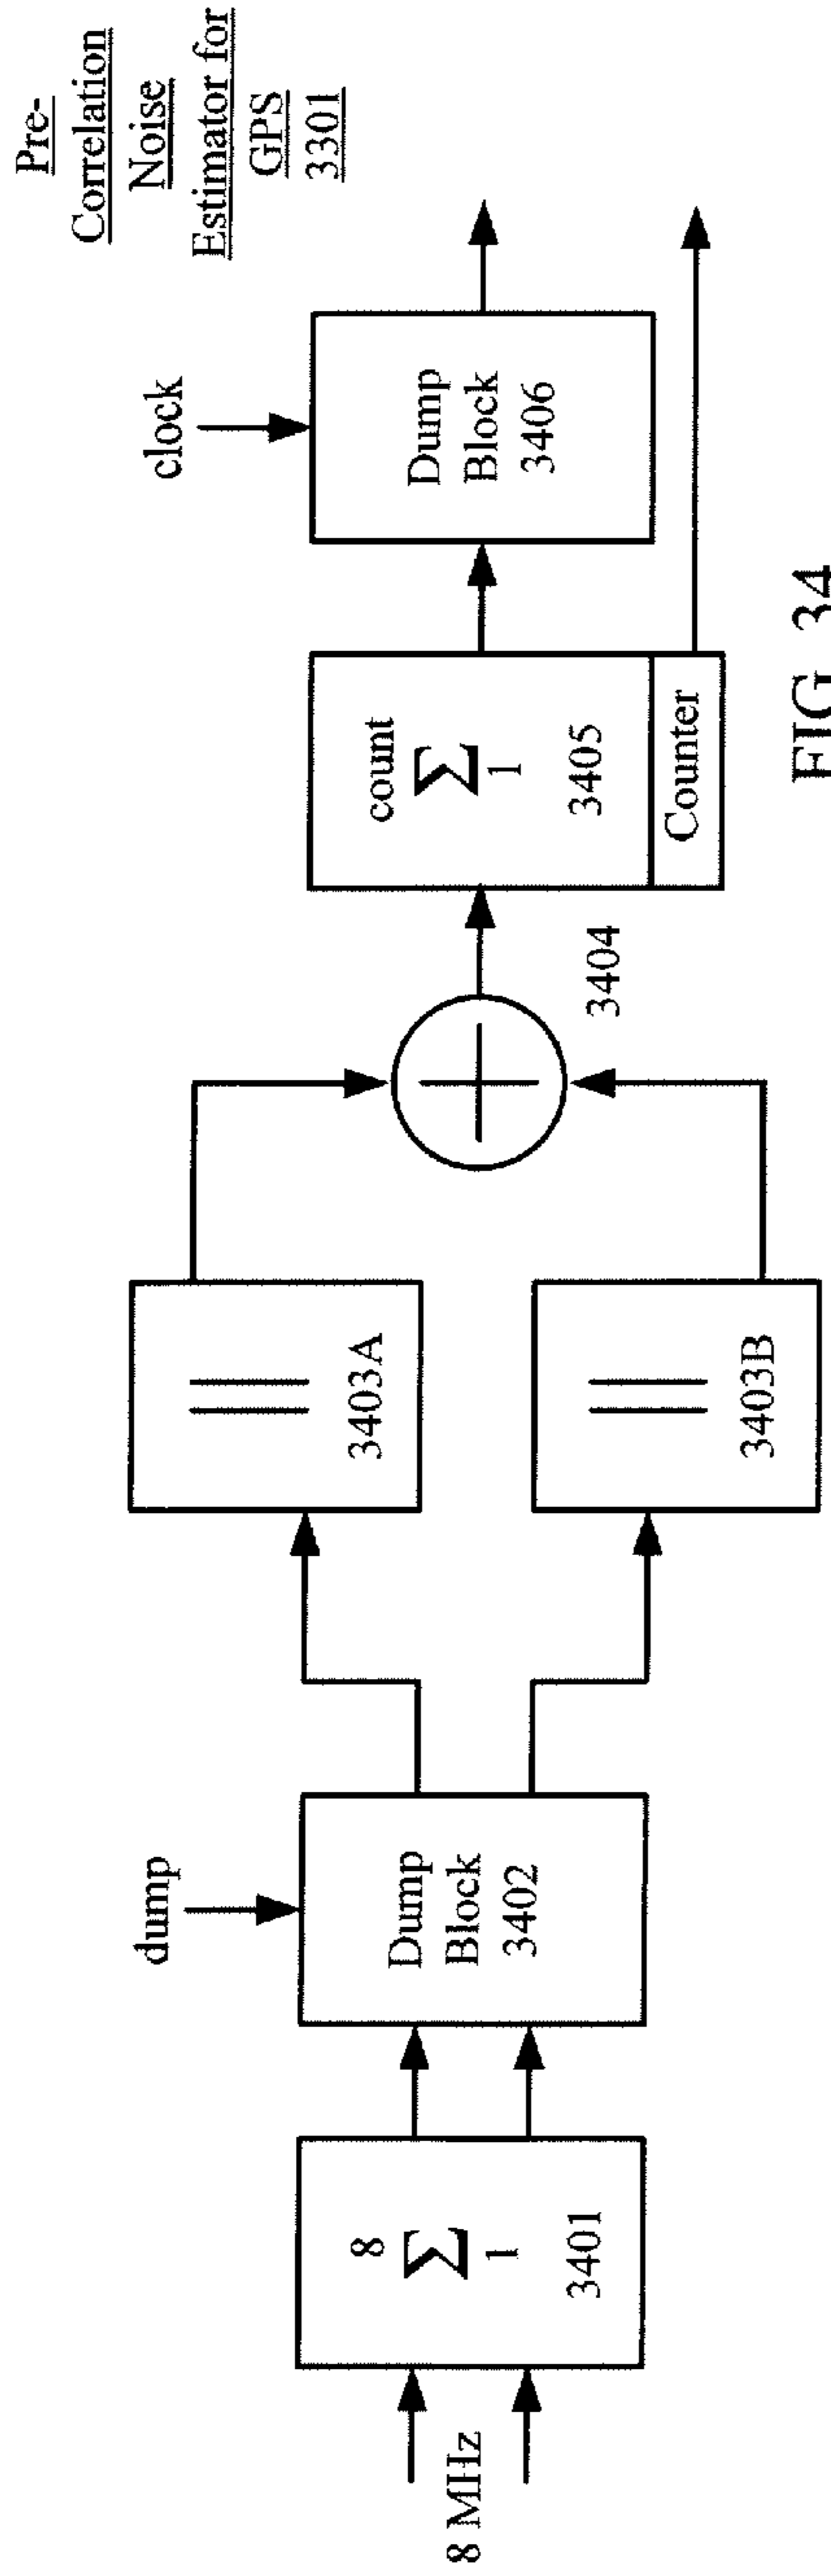 Pre-
Correlation
Noise
Estimator for
GPS
3301
8 MHz
8
Σ
1
3401
dump
Dump
Block
3402
||
3403A
||
3403B
+
3404
count
Σ
1
3405
Counter
clock
Dump
Block
3406
FIG. 34